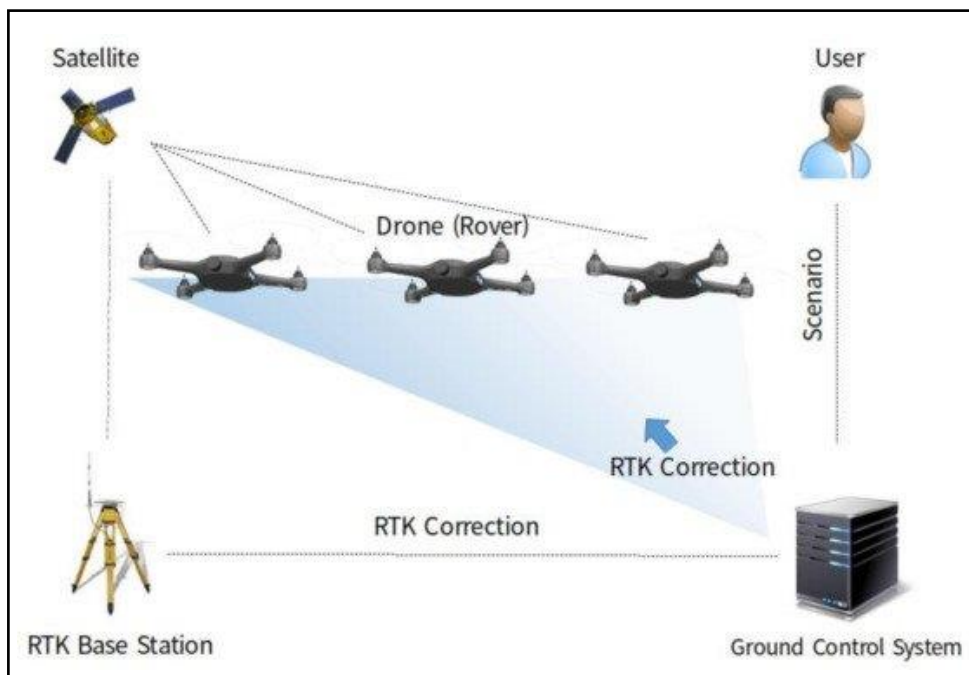 Satellite
User
Drone (Rover)
Scenario
RTK Correction
RTK Correction
RTK Base Station
Ground Control System